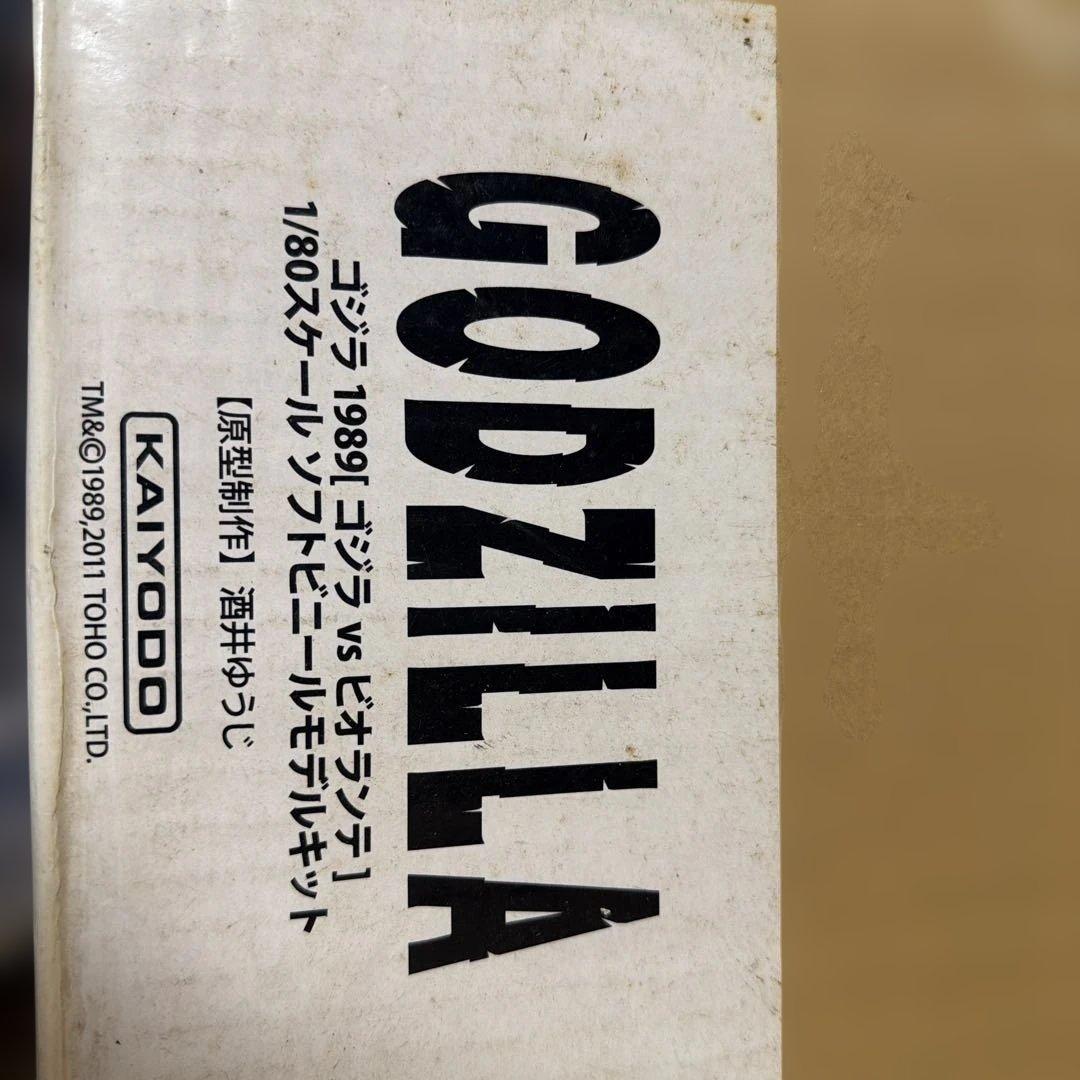 GODZILLA
ゴジラ 1989[ ゴジラ vs ビオランテ ]
1/80スケール ソフトビニールモデルキット
【原型制作】 酒井ゆうじ
KAIYODO
TM&©1989,2011 TOHO CO.,LTD.